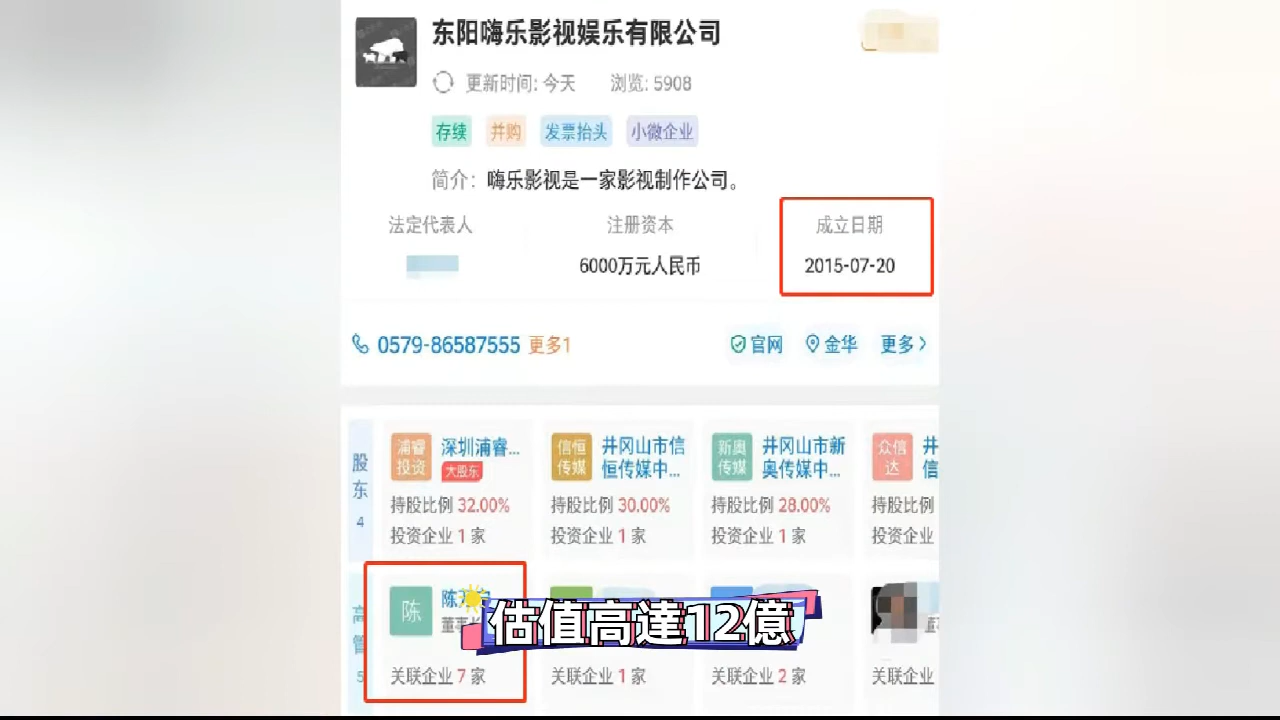 东阳嗨乐影视娱乐有限公司
更新时间: 今天 浏览: 5908
存续 并购 发票抬头 小微企业
简介: 嗨乐影视是一家影视制作公司。
法定代表人 注册资本 成立日期
6000万元人民币 2015-07-20
0579-86587555 更多1 官网 金华 更多
股东 4
浦睿投资 深圳浦睿... 大股东
持股比例 32.00%
投资企业 1 家
信恒传媒 井冈山市信恒传媒中...
持股比例 30.00%
投资企业 1 家
新奥传媒 井冈山市新奥传媒中...
持股比例 28.00%
投资企业 1 家
众信达 井
持股比例
投资企业
高管 5
陈 陈
关联企业 7 家
关联企业 1 家
关联企业 2 家
关联企业
估值高達12億